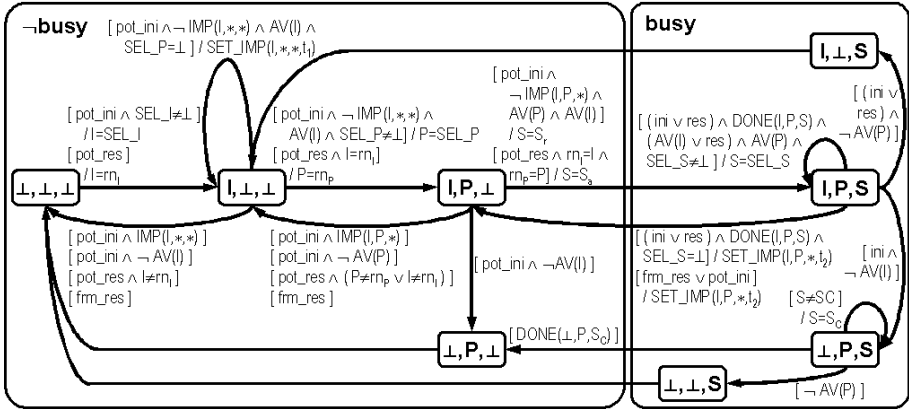 ¬busy
[ pot_ini ∧ ¬ IMP(I,∗,∗) ∧ AV(I) ∧
SEL_P=⊥ ] / SET_IMP(I,∗,∗,t1)
busy
I,⊥,S
[ pot_ini ∧ SEL_I≠⊥ ]
/ I=SEL_I
[ pot_res ]
/ I=rnI
[ pot_ini ∧ ¬ IMP(I,∗,∗) ∧
AV(I) ∧ SEL_P≠⊥] / P=SEL_P
[ pot_res ∧ I=rnI ]
/ P=rnP
[ pot_ini ∧
¬ IMP(I,P,∗) ∧
AV(P) ∧ AV(I) ]
/ S=Sr
[ pot_res ∧ rnI=I ∧
rnP=P] / S=Sa
[ (ini ∨ res) ∧ DONE(I,P,S) ∧
(AV(I) ∨ res) ∧ AV(P) ∧
SEL_S≠⊥ ] / S=SEL_S
[ (ini ∨
res) ∧
¬ AV(P) ]
⊥,⊥,⊥
I,⊥,⊥
I,P,⊥
I,P,S
[ pot_ini ∧ IMP(I,∗,∗) ]
[ pot_ini ∧ ¬ AV(I) ]
[ pot_res ∧ I≠rnI ]
[ frm_res ]
[ pot_ini ∧ IMP(I,P,∗) ]
[ pot_ini ∧ ¬ AV(P) ]
[ pot_res ∧ (P≠rnP ∨ I≠rnI) ]
[ frm_res ]
[ pot_ini ∧ ¬AV(I) ]
[ (ini ∨ res) ∧ DONE(I,P,S) ∧
SEL_S=⊥ ] / SET_IMP(I,P,∗,t2)
[ frm_res ∨ pot_ini ]
/ SET_IMP(I,P,∗,t2)
[ini ∧
¬ AV(I)]
[ S≠SC]
/ S=SC
⊥,P,⊥
[ DONE(⊥,P,SC) ]
⊥,P,S
⊥,⊥,S
[ ¬ AV(P) ]